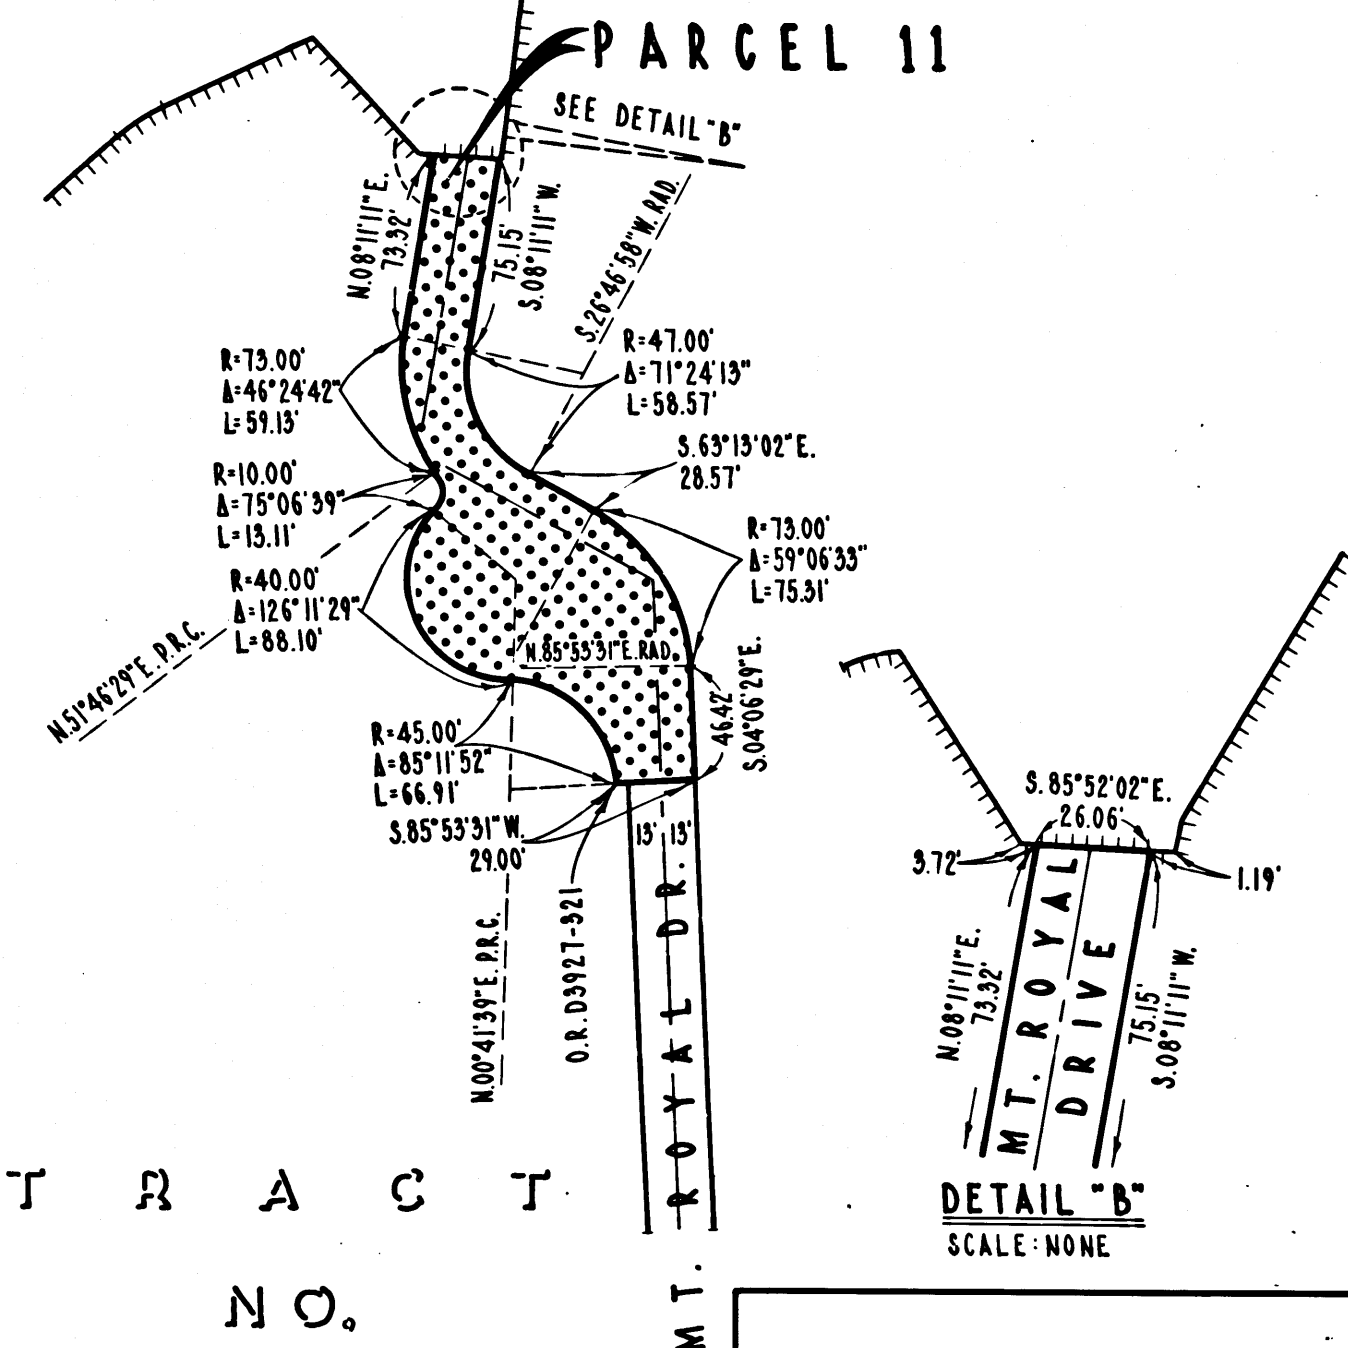 PARCEL 11
SEE DETAIL "B"
N.08°11'11"E.
73.32'
75.15'
S.08°11'11"W.
S.26°46'58"W. RAD.
R=73.00'
Δ=46°24'42"
L=59.13'
R=47.00'
Δ=71°24'13"
L=58.57'
S.63°13'02"E.
28.57'
R=10.00'
Δ=75°06'39"
L=13.11'
R=73.00'
Δ=59°06'33"
L=75.31'
R=40.00'
Δ=126°11'29"
L=88.10'
N.51°46'29"E. P.R.C.
N.85°53'31"E.RAD.
46.42'
S.04°06'29"E.
R=45.00'
Δ=85°11'52"
L=66.91'
S.85°53'31"W.
29.00'
13' 13'
N.00°41'39"E. P.R.C.
O.R.D3927-321
MT. ROYAL DR.
S.85°52'02"E.
26.06'
3.72'
1.19'
N.08°11'11"E.
73.32'
MT. ROYAL
DRIVE
75.15'
S.08°11'11"W.
DETAIL "B"
SCALE: NONE
TRACT
NO.